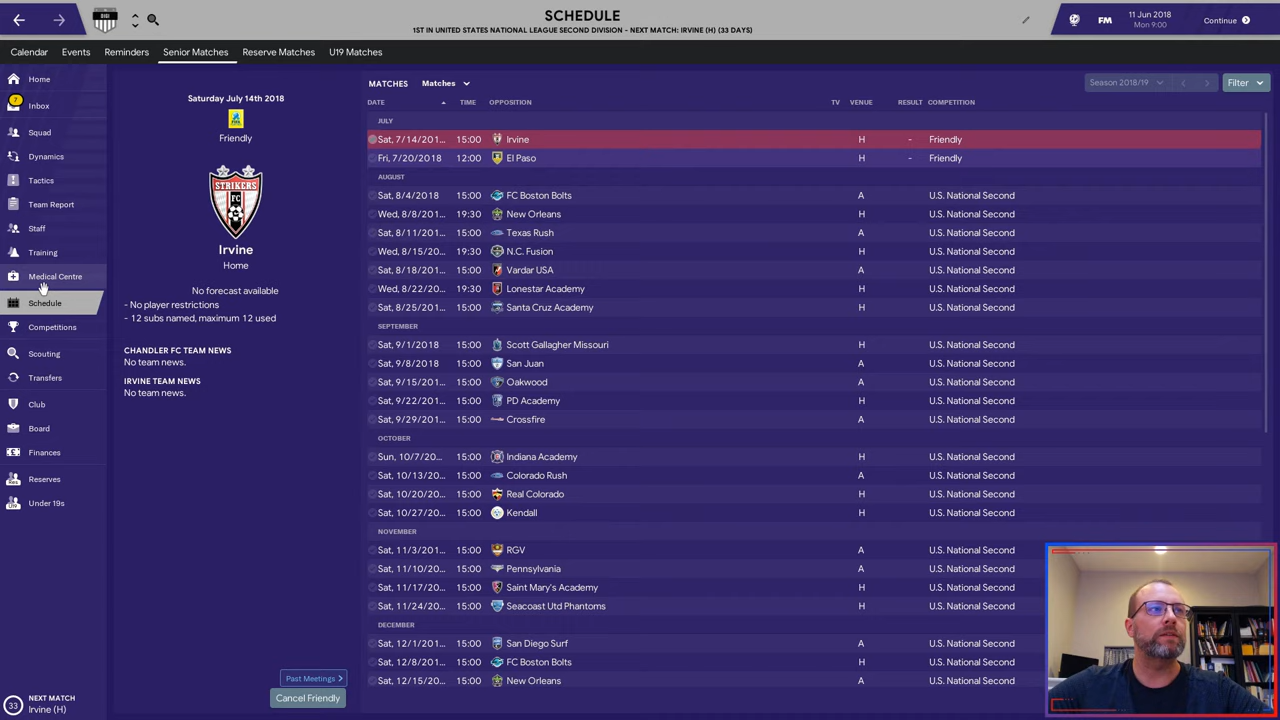 SCHEDULE
1ST IN UNITED STATES NATIONAL LEAGUE SECOND DIVISION - NEXT MATCH: IRVINE (H) (33 DAYS)
FM
11 Jun 2018
Mon 9:00
Continue
Calendar Events Reminders Senior Matches Reserve Matches U19 Matches
Home
7
Inbox
Squad
Dynamics
Tactics
Team Report
Staff
Training
Medical Centre
Schedule
Competitions
Scouting
Transfers
Club
Board
Finances
Reserves
Under 19s
33
NEXT MATCH
Irvine (H)
Saturday July 14th 2018
Friendly
STRIKERS
FC
Irvine
Home
No forecast available
- No player restrictions
- 12 subs named, maximum 12 used
CHANDLER FC TEAM NEWS
No team news.
IRVINE TEAM NEWS
No team news.
Past Meetings
Cancel Friendly
MATCHES Matches
Season 2018/19
Filter
DATE TIME OPPOSITION TV VENUE RESULT COMPETITION
JULY
Sat, 7/14/201... 15:00 Irvine H - Friendly
Fri, 7/20/2018 12:00 El Paso H - Friendly
AUGUST
Sat, 8/4/2018 15:00 FC Boston Bolts A U.S. National Second
Wed, 8/8/201... 19:30 New Orleans H U.S. National Second
Sat, 8/11/201... 15:00 Texas Rush A U.S. National Second
Wed, 8/15/20... 19:30 N.C. Fusion H U.S. National Second
Sat, 8/18/201... 15:00 Vardar USA A U.S. National Second
Wed, 8/22/20... 19:30 Lonestar Academy H U.S. National Second
Sat, 8/25/201... 15:00 Santa Cruz Academy H U.S. National Second
SEPTEMBER
Sat, 9/1/2018 15:00 Scott Gallagher Missouri H U.S. National Second
Sat, 9/8/2018 15:00 San Juan A U.S. National Second
Sat, 9/15/201... 15:00 Oakwood A U.S. National Second
Sat, 9/22/201... 15:00 PD Academy H U.S. National Second
Sat, 9/29/201... 15:00 Crossfire A U.S. National Second
OCTOBER
Sun, 10/7/20... 15:00 Indiana Academy H U.S. National Second
Sat, 10/13/20... 15:00 Colorado Rush A U.S. National Second
Sat, 10/20/20... 15:00 Real Colorado H U.S. National Second
Sat, 10/27/20... 15:00 Kendall H U.S. National Second
NOVEMBER
Sat, 11/3/201... 15:00 RGV A U.S. National Second
Sat, 11/10/20... 15:00 Pennsylvania A U.S. National Second
Sat, 11/17/20... 15:00 Saint Mary's Academy H U.S. National Second
Sat, 11/24/20... 15:00 Seacoast Utd Phantoms H U.S. National Second
DECEMBER
Sat, 12/1/201... 15:00 San Diego Surf A U.S. National Second
Sat, 12/8/201... 15:00 FC Boston Bolts H U.S. National Second
Sat, 12/15/20... 15:00 New Orleans A U.S. National Second